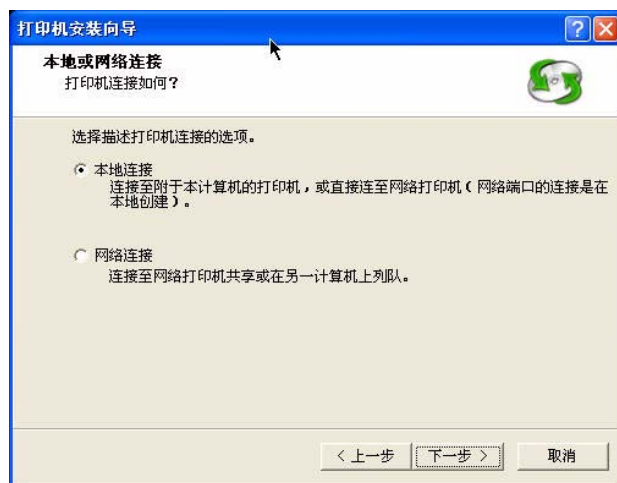 打印机安装向导
本地或网络连接
打印机连接如何?
选择描述打印机连接的选项。
本地连接
连接至附于本计算机的打印机,或直接连至网络打印机(网络端口的连接是在
本地创建)。
网络连接
连接至网络打印机共享或在另一计算机上列队。
< 上一步 下一步 > 取消